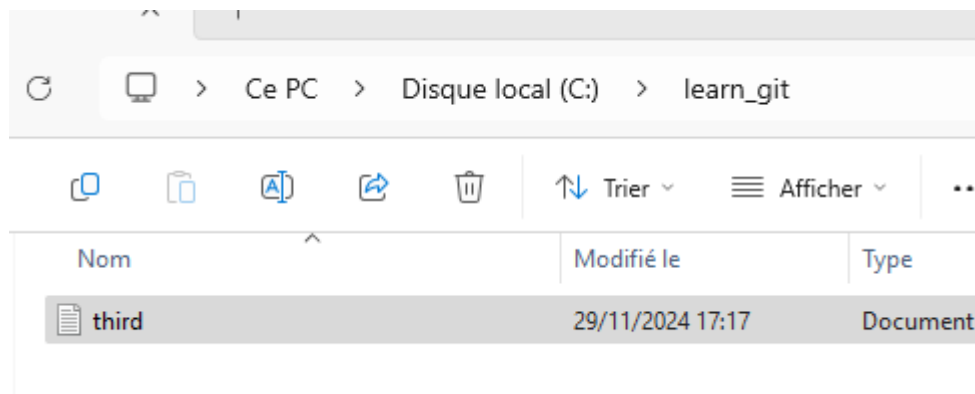 Ce PC > Disque local (C:) > learn_git
Trier Afficher
Nom Modifié le Type
third 29/11/2024 17:17 Document